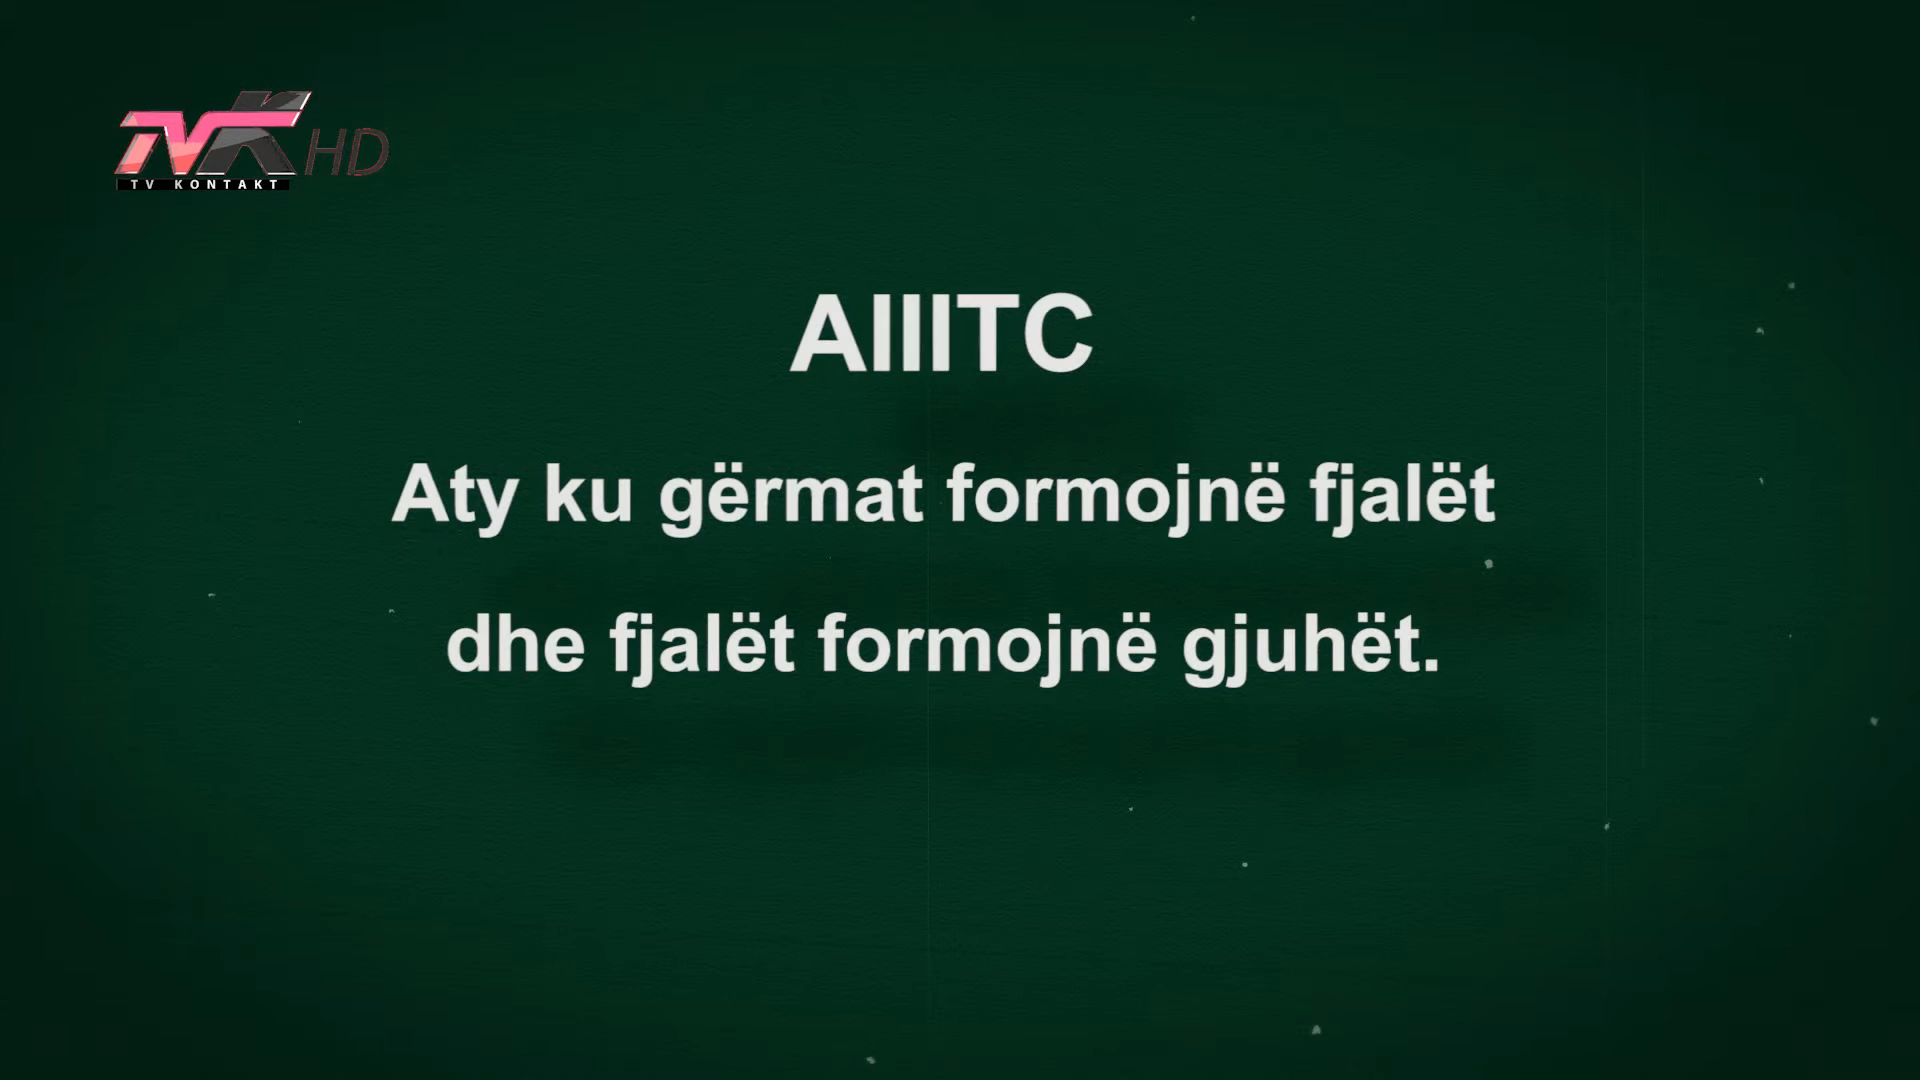 TVK HD
TV KONTAKT
AIIITC
Aty ku gërmat formojnë fjalët
dhe fjalët formojnë gjuhët.